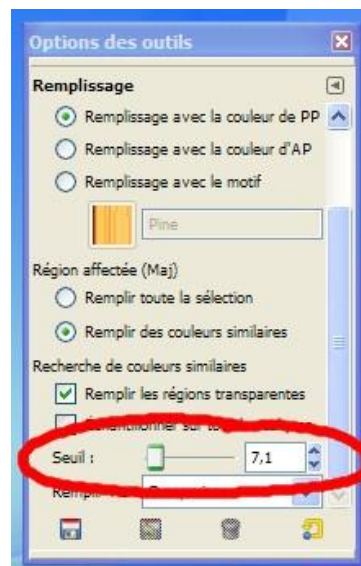 Options des outils
Remplissage
Remplissage avec la couleur de PP
Remplissage avec la couleur d'AP
Remplissage avec le motif
Pine
Région affectée (Maj)
Remplir toute la sélection
Remplir des couleurs similaires
Recherche de couleurs similaires
Remplir les régions transparentes
Échantillonner sur
Seuil : 7,1